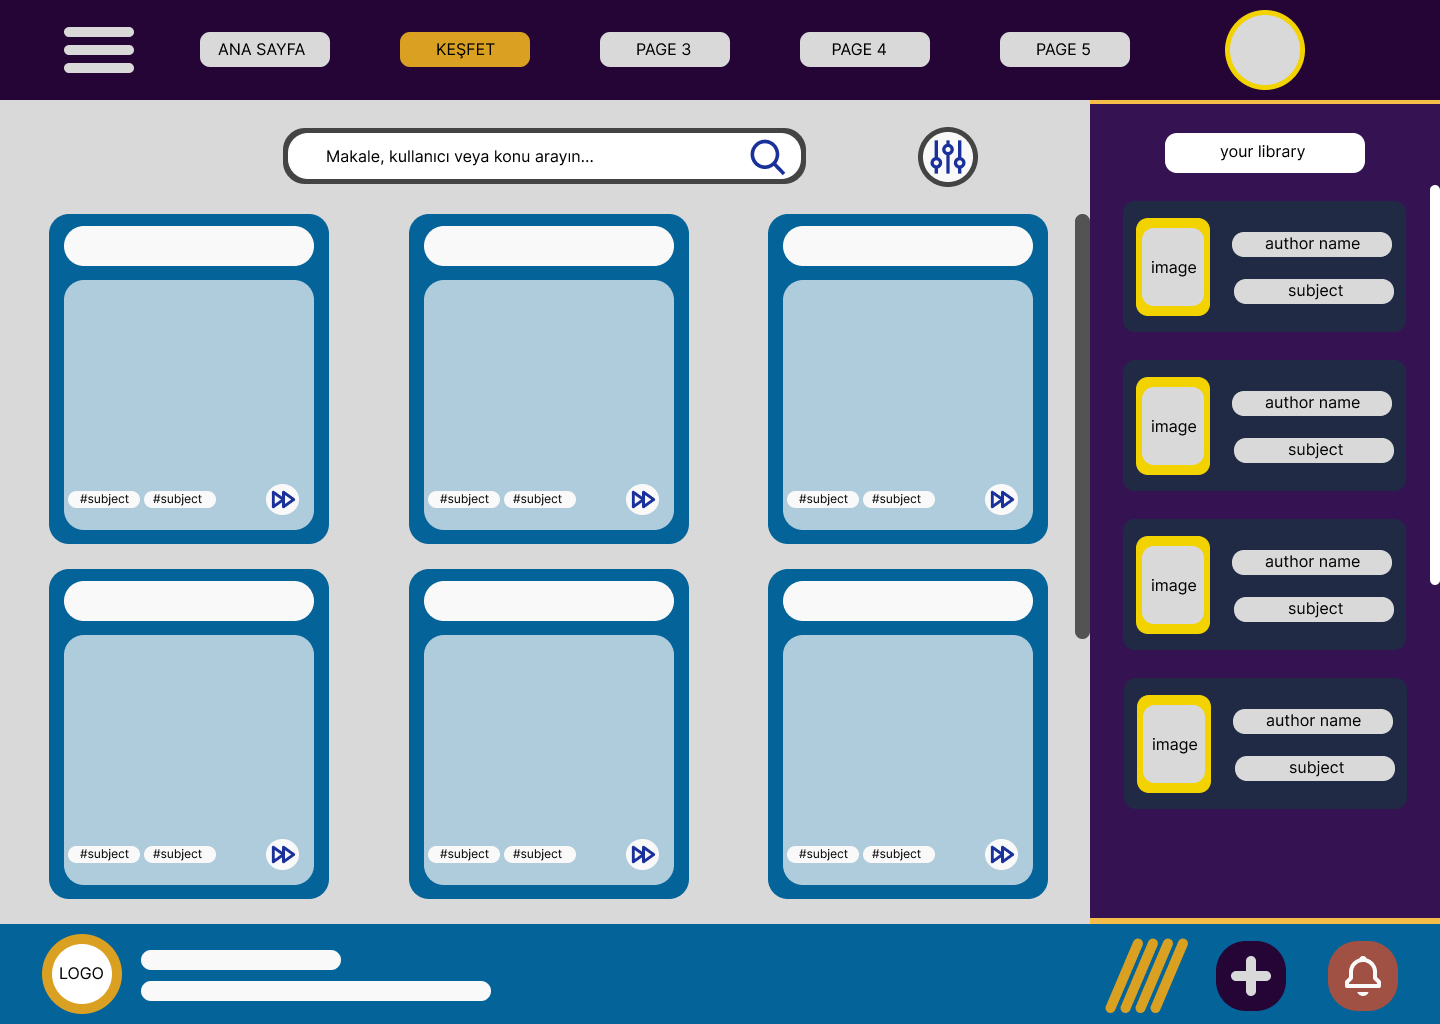 ANA SAYFA
KEŞFET
PAGE 3
PAGE 4
PAGE 5
Makale, kullanıcı veya konu arayın...
#subject #subject
#subject #subject
#subject #subject
#subject #subject
#subject #subject
#subject #subject
your library
image
author name
subject
image
author name
subject
image
author name
subject
image
author name
subject
LOGO